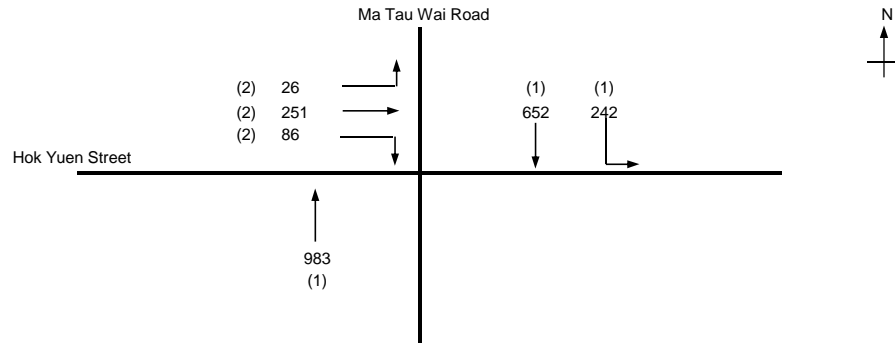 Ma Tau Wai Road
N
(2) 26
(2) 251
(2) 86
(1) (1)
652 242
Hok Yuen Street
983
(1)